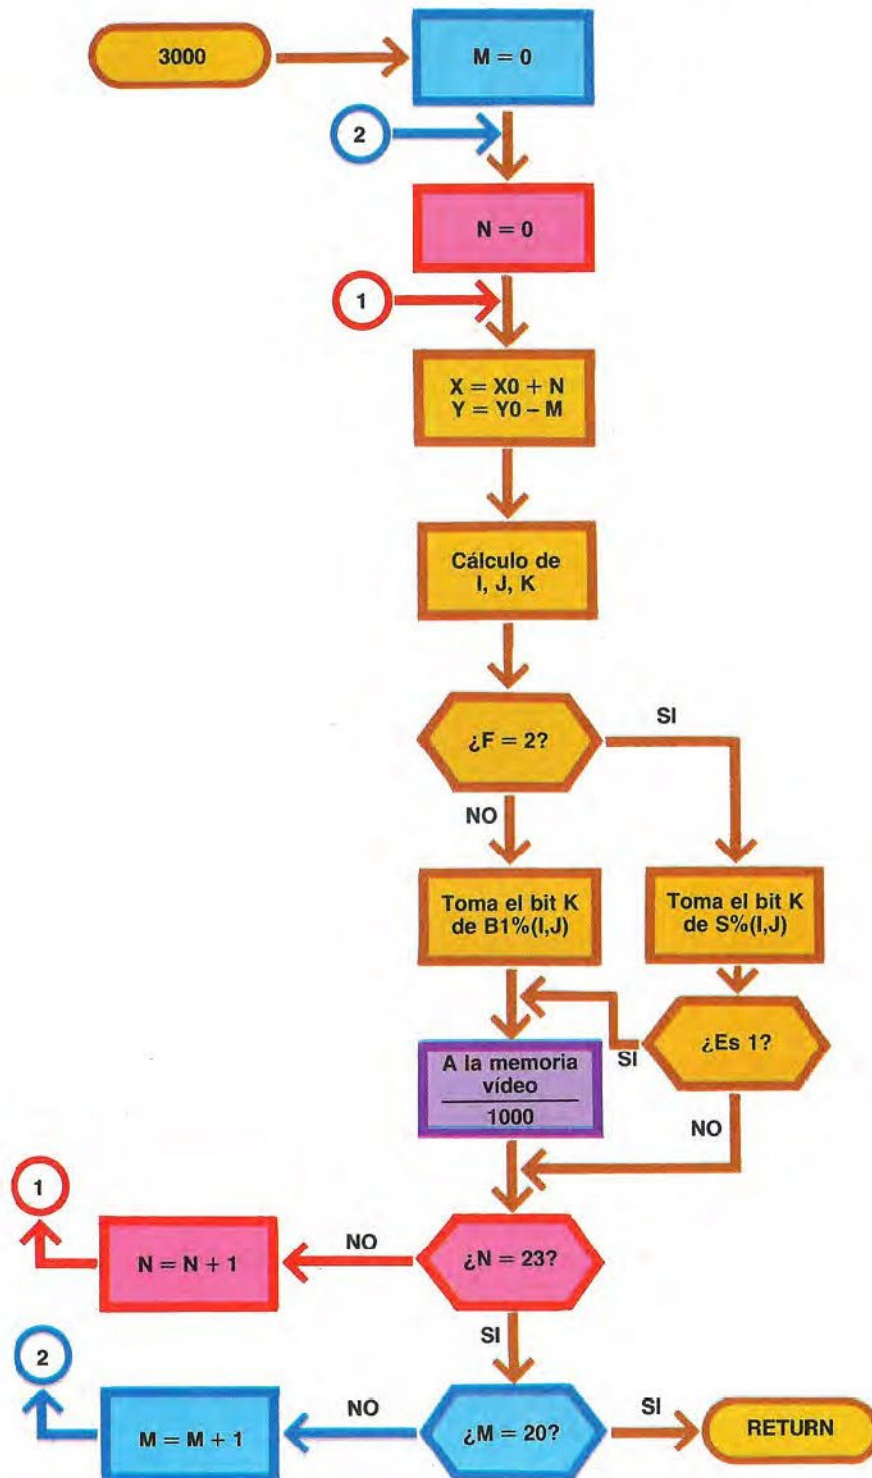 3000
M = 0
2
N = 0
1
X = X0 + N
Y = Y0 – M
Cálculo de
I, J, K
¿F = 2?
SI
NO
Toma el bit K
de B1%(I,J)
Toma el bit K
de S%(I,J)
¿Es 1?
SI
NO
A la memoria
vídeo
1000
1
N = N + 1
NO
¿N = 23?
SI
2
M = M + 1
NO
¿M = 20?
SI
RETURN